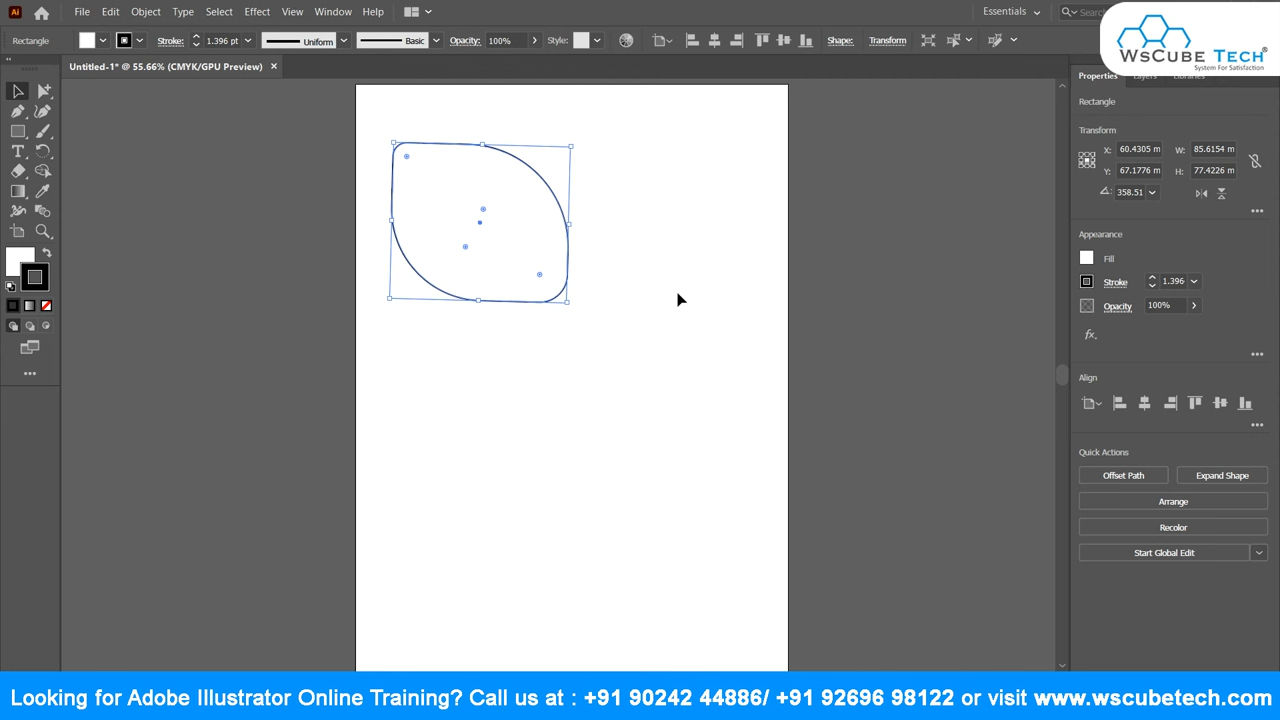 Ai File Edit Object Type Select Effect View Window Help Essentials
Rectangle Stroke: 1.396 pt Uniform Basic Opacity: 100% Style: Shape: Transform
WsCube Tech®
System For Satisfaction
Untitled-1* @ 55.66% (CMYK/GPU Preview)
Properties Layers Libraries
Rectangle
Transform
X: 60.4305 m W: 85.6154 m
Y: 67.1776 m H: 77.4226 m
358.51
Appearance
Fill
Stroke 1.396
Opacity 100%
fx.
Align
Quick Actions
Offset Path Expand Shape
Arrange
Recolor
Start Global Edit
Looking for Adobe Illustrator Online Training? Call us at : +91 90242 44886/ +91 92696 98122 or visit www.wscubetech.com